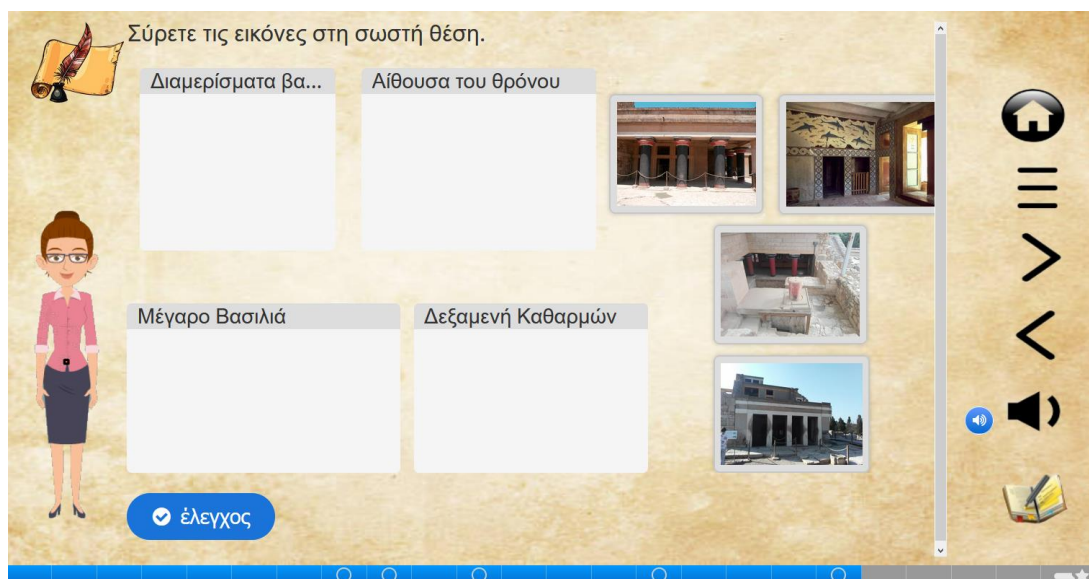 Σύρετε τις εικόνες στη σωστή θέση.
Διαμερίσματα βα...
Αίθουσα του θρόνου
Μέγαρο Βασιλιά
Δεξαμενή Καθαρμών
έλεγχος